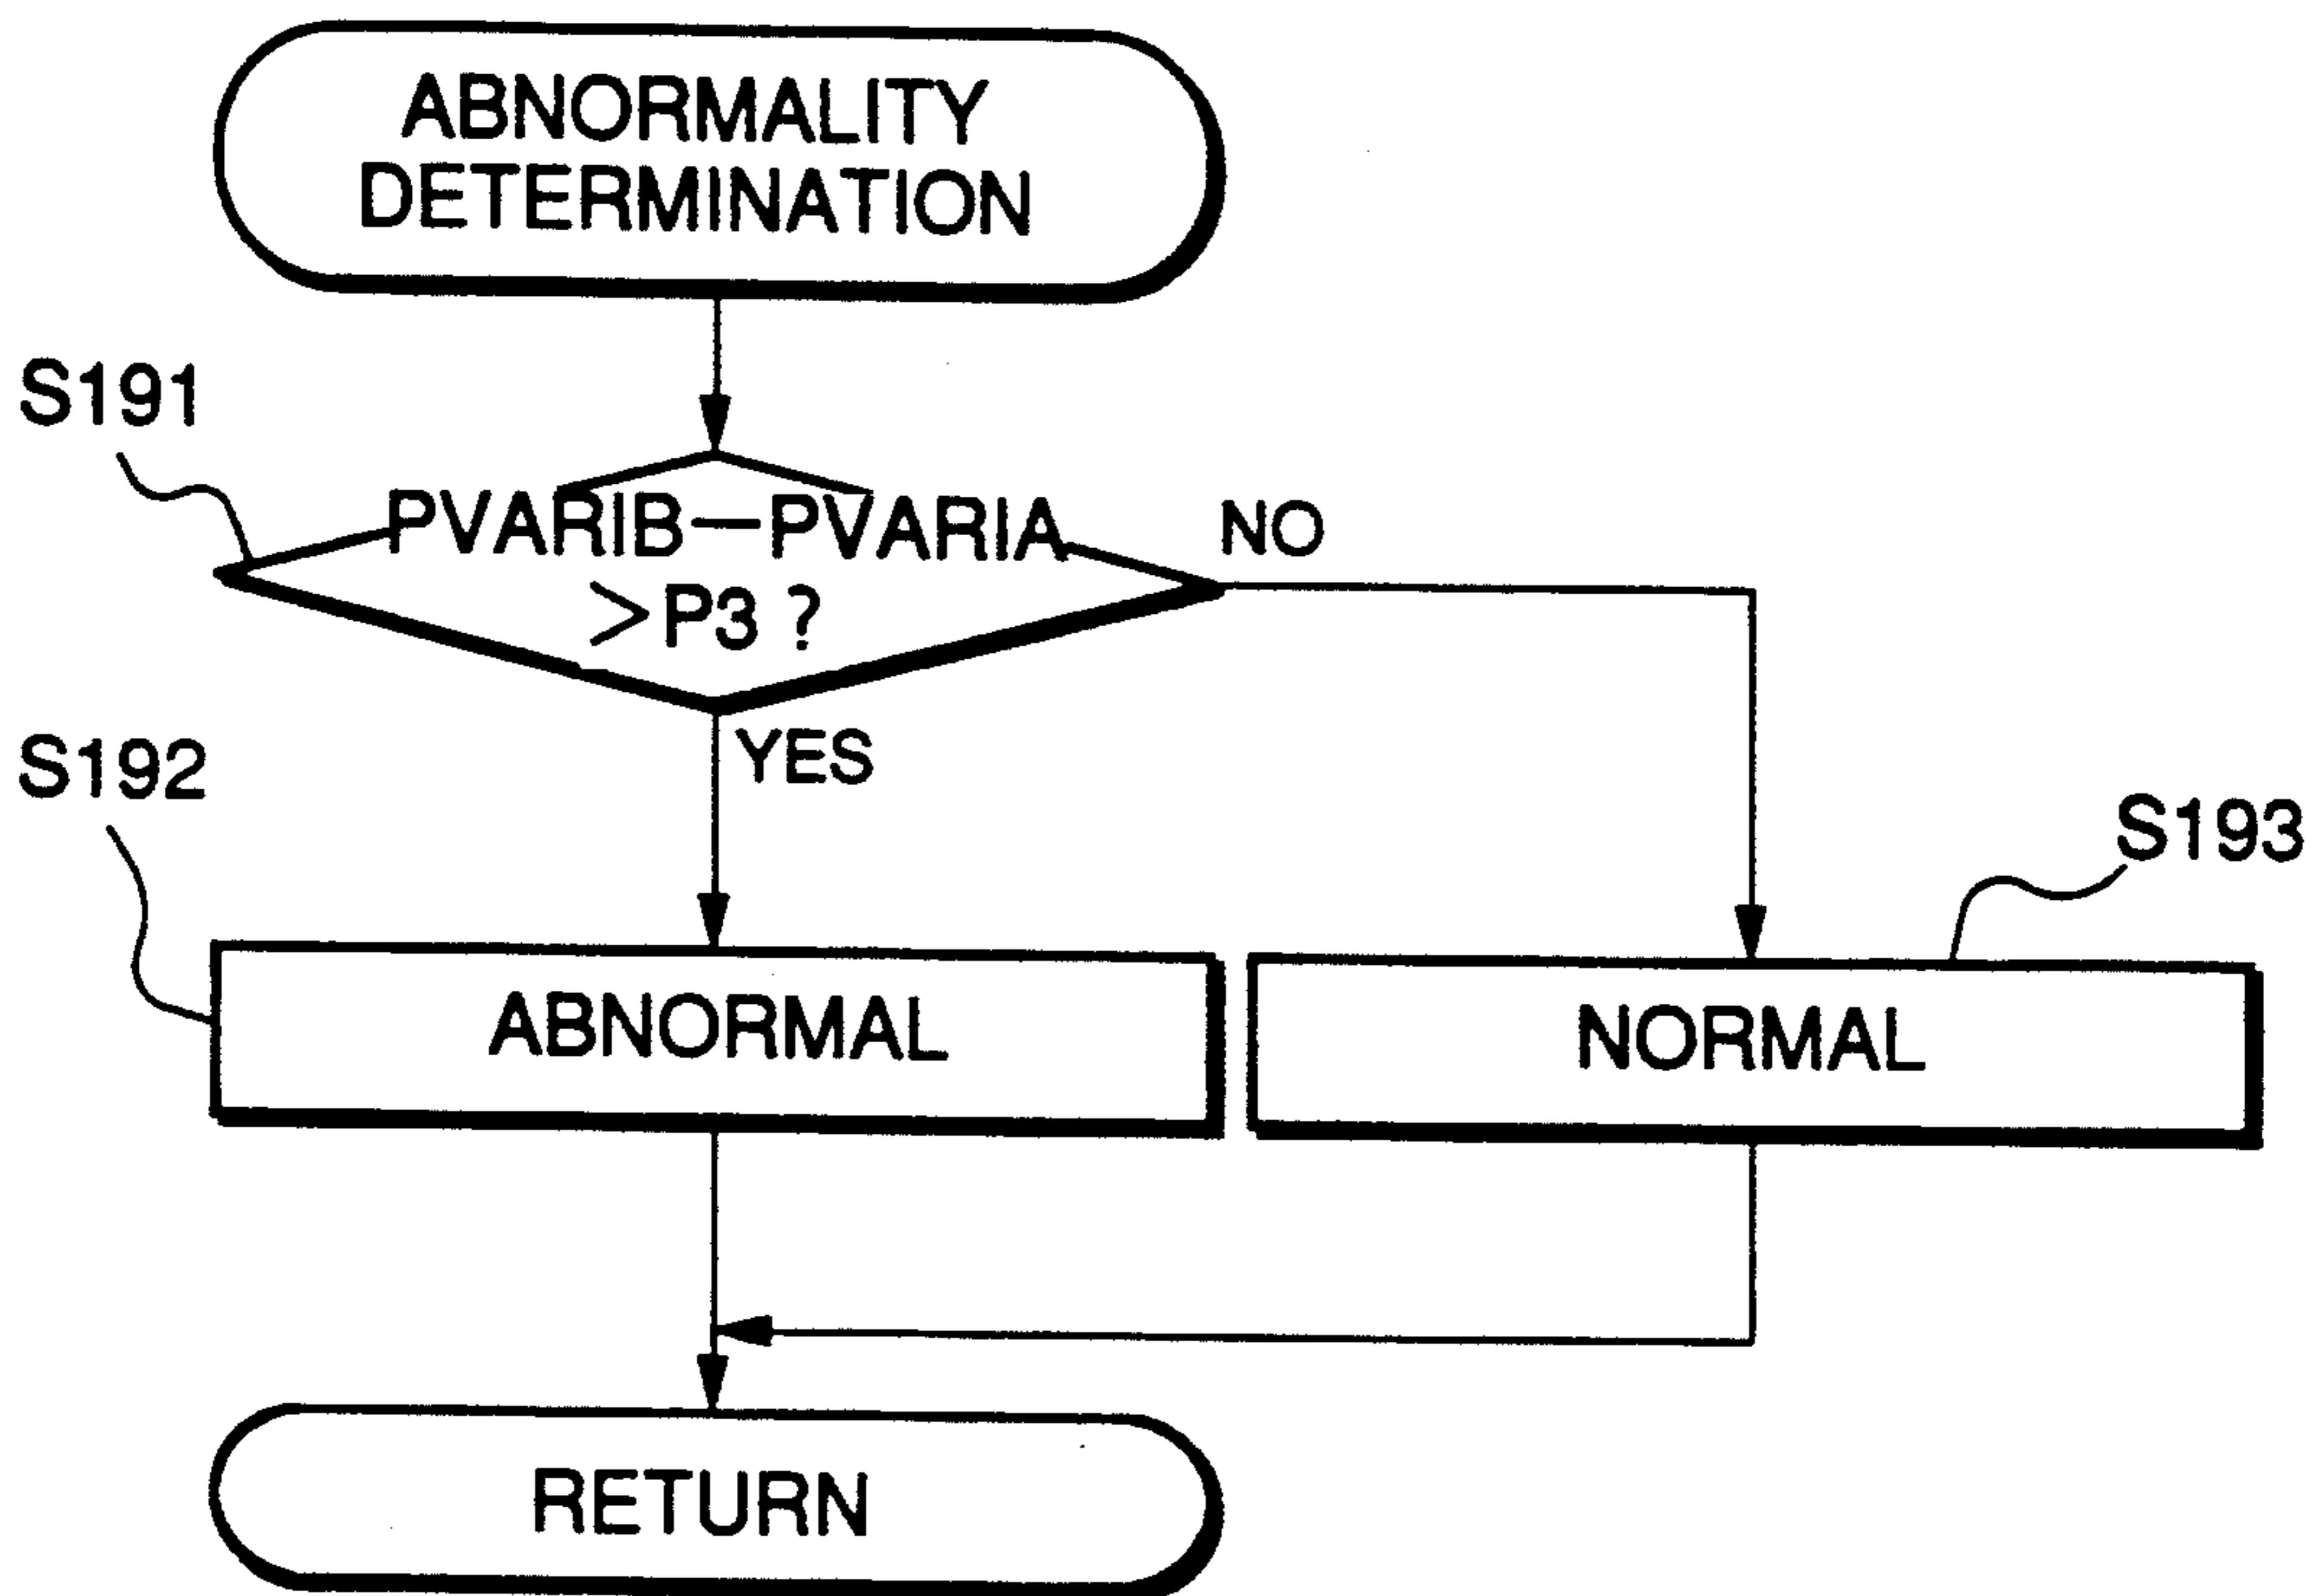 ABNORMALITY
DETERMINATION
S191
PVARIB—PVARIA
>P3 ?
NO
YES
S192
S193
ABNORMAL
NORMAL
RETURN